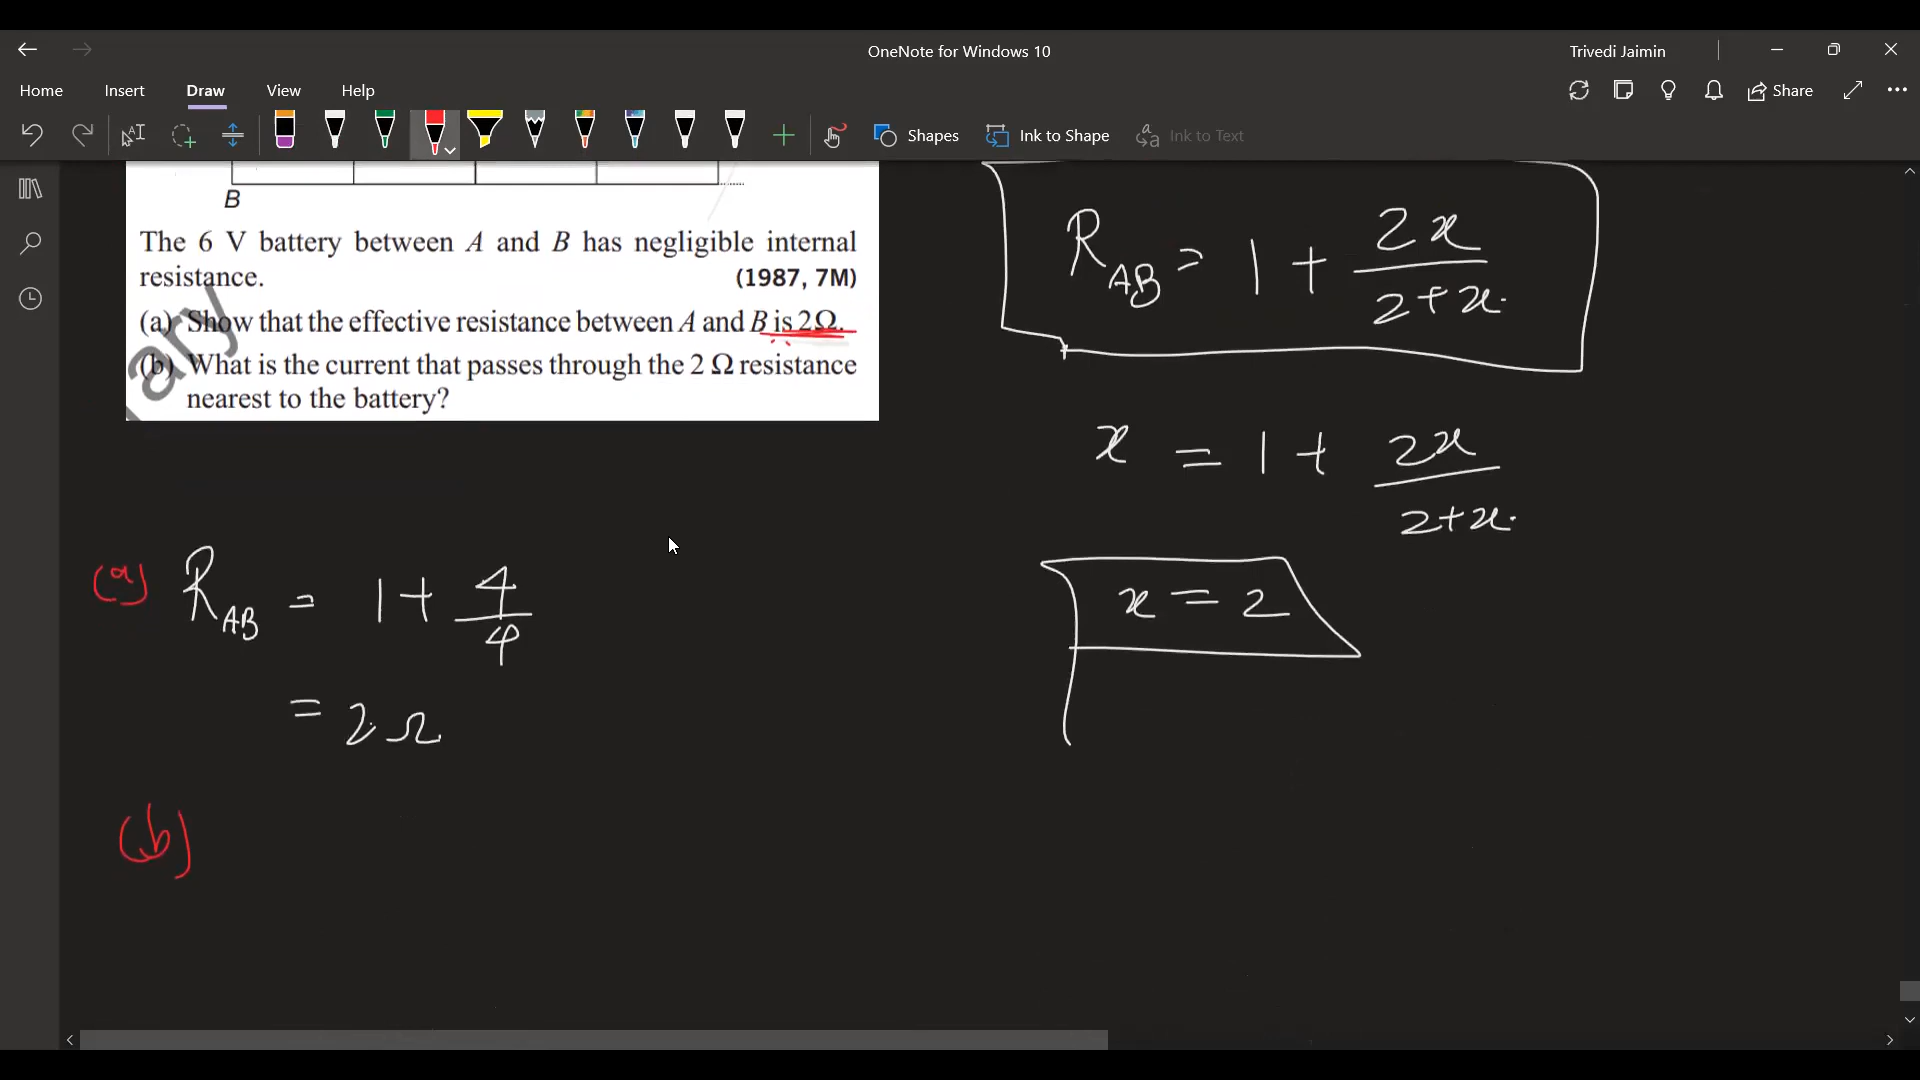 OneNote for Windows 10
Trivedi Jaimin
Home Insert Draw View Help
Share
Shapes
Ink to Shape
Ink to Text
B
The 6 V battery between A and B has negligible internal
resistance. (1987, 7M)
(a) Show that the effective resistance between A and B is 2Ω.
(b) What is the current that passes through the 2 Ω resistance
nearest to the battery?
ary
R_AB = 1 + 2x/(2+x)
x = 1 + 2x/(2+x)
x = 2
(a) R_AB = 1 + 4/4
= 2Ω
(b)